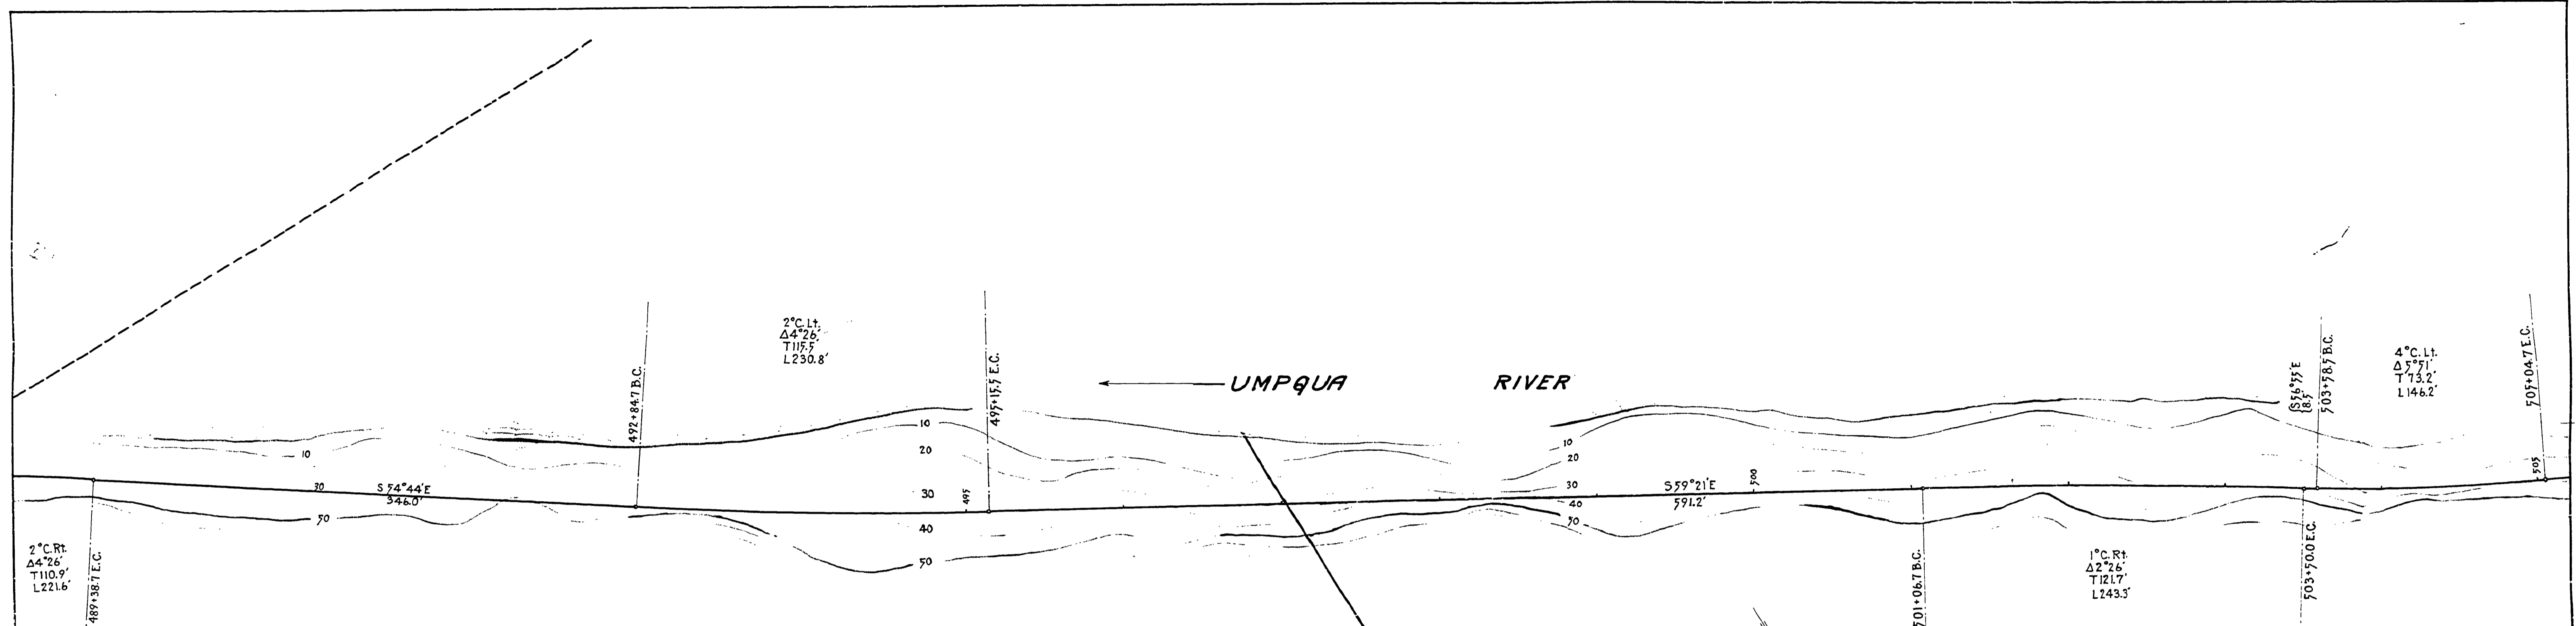 2°C.Lt.
Δ4°26'
T115.5'
L230.8'
492+84.7 B.C.
495+15.5 E.C.
UMPQUA RIVER
S56°55'E
8.5'
503+58.5 B.C.
4°C.Lt.
Δ5°51'
T73.2'
L146.2'
505+04.7 E.C.
10
10
20
30
495
40
50
10
20
30
40
50
500
505
30
S54°44'E
346.0'
50
S59°21'E
591.2'
2°C.Rt.
Δ4°26'
T110.9'
L221.6'
489+38.7 E.C.
501+06.7 B.C.
1°C.Rt.
Δ2°26'
T121.7'
L243.3'
503+50.0 E.C.